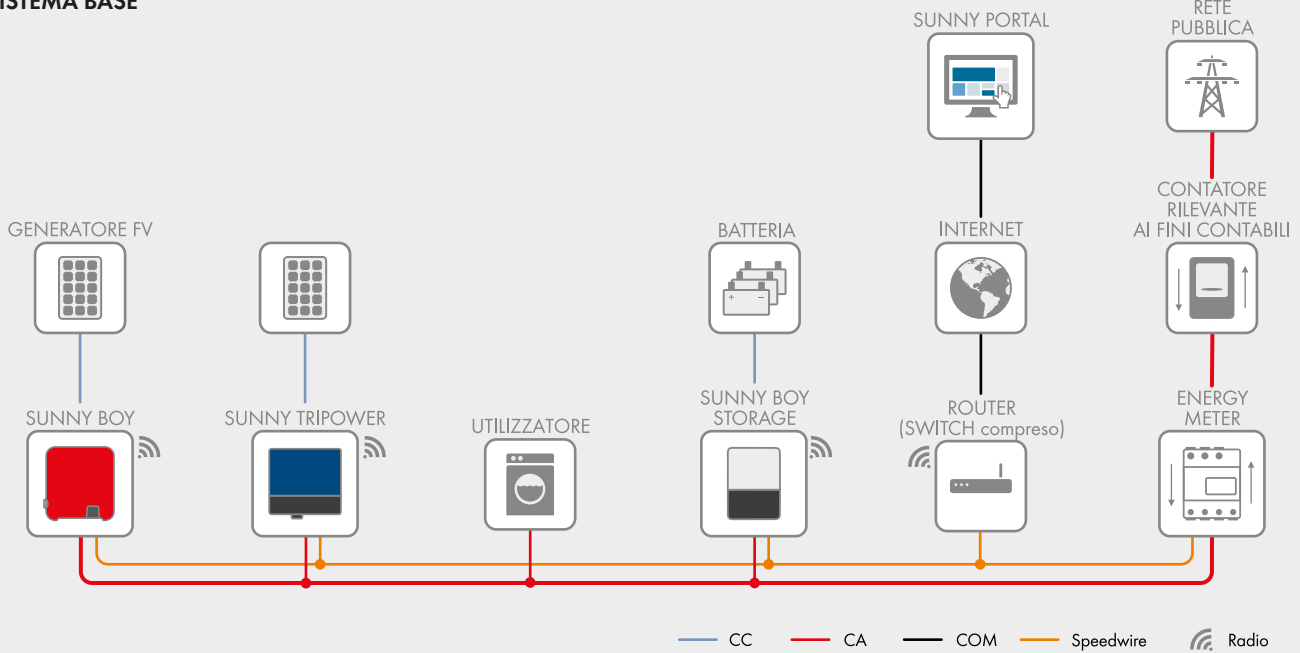 ISTEMA BASE
SUNNY PORTAL
RETE
PUBBLICA
GENERATORE FV
BATTERIA
INTERNET
CONTATORE
RILEVANTE
AI FINI CONTABILI
SUNNY BOY
SUNNY TRIPOWER
UTILIZZATORE
SUNNY BOY
STORAGE
ROUTER
(SWITCH compreso)
ENERGY
METER
CC
CA
COM
Speedwire
Radio